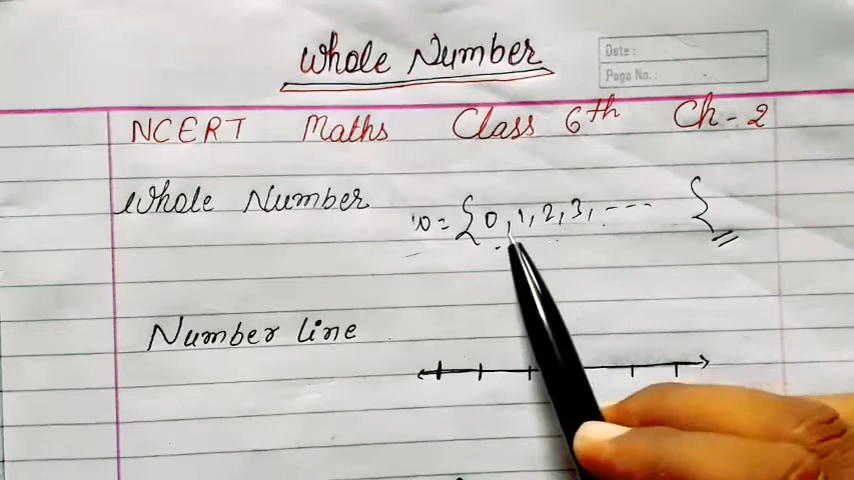 Whole Number
Date :
Page No. :
NCERT Maths Class 6th Ch-2
Whole Number w = {0,1,2,3,---- {
Number line